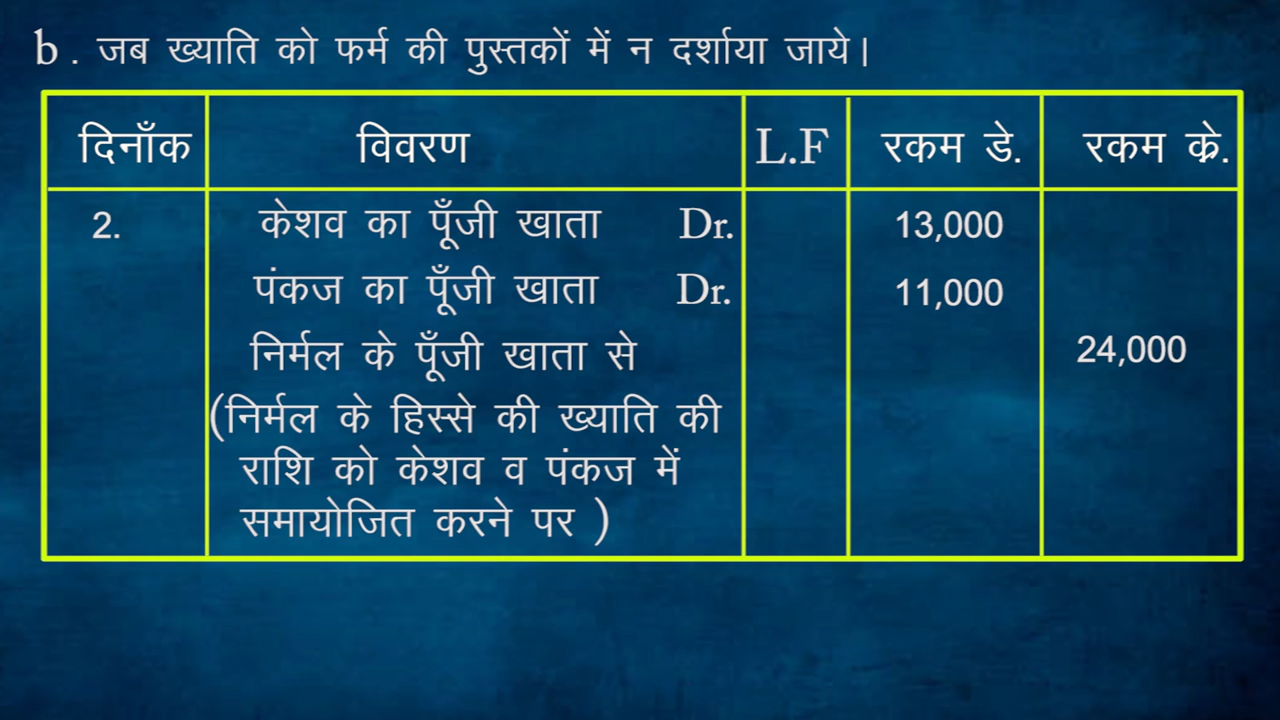 b . जब ख्याति को फर्म की पुस्तकों में न दर्शाया जाये।
दिनाँक विवरण L.F रकम डे. रकम क्रे.
2. केशव का पूँजी खाता Dr. 13,000
पंकज का पूँजी खाता Dr. 11,000
निर्मल के पूँजी खाता से 24,000
(निर्मल के हिस्से की ख्याति की
राशि को केशव व पंकज में
समायोजित करने पर )